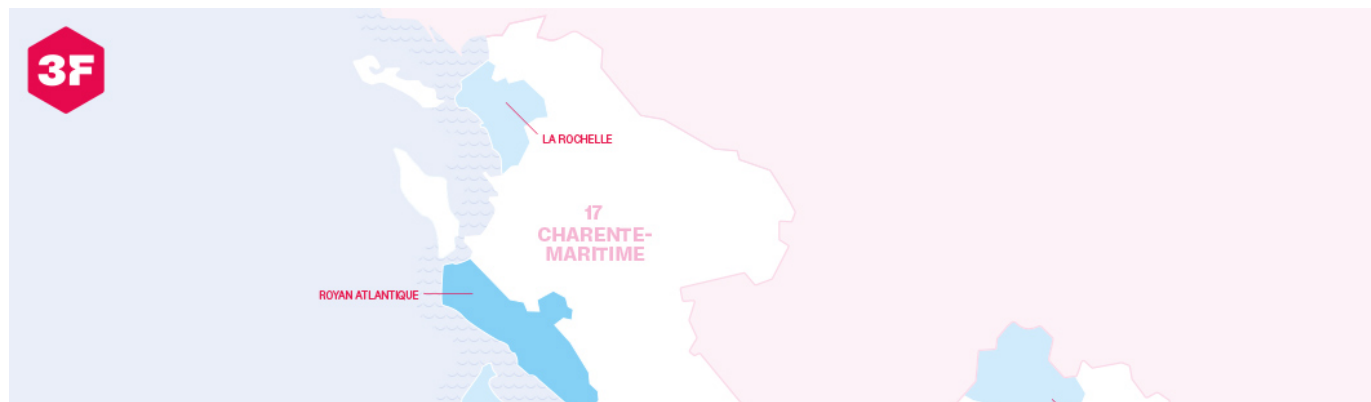 3F
LA ROCHELLE
17
CHARENTE-
MARITIME
ROYAN ATLANTIQUE